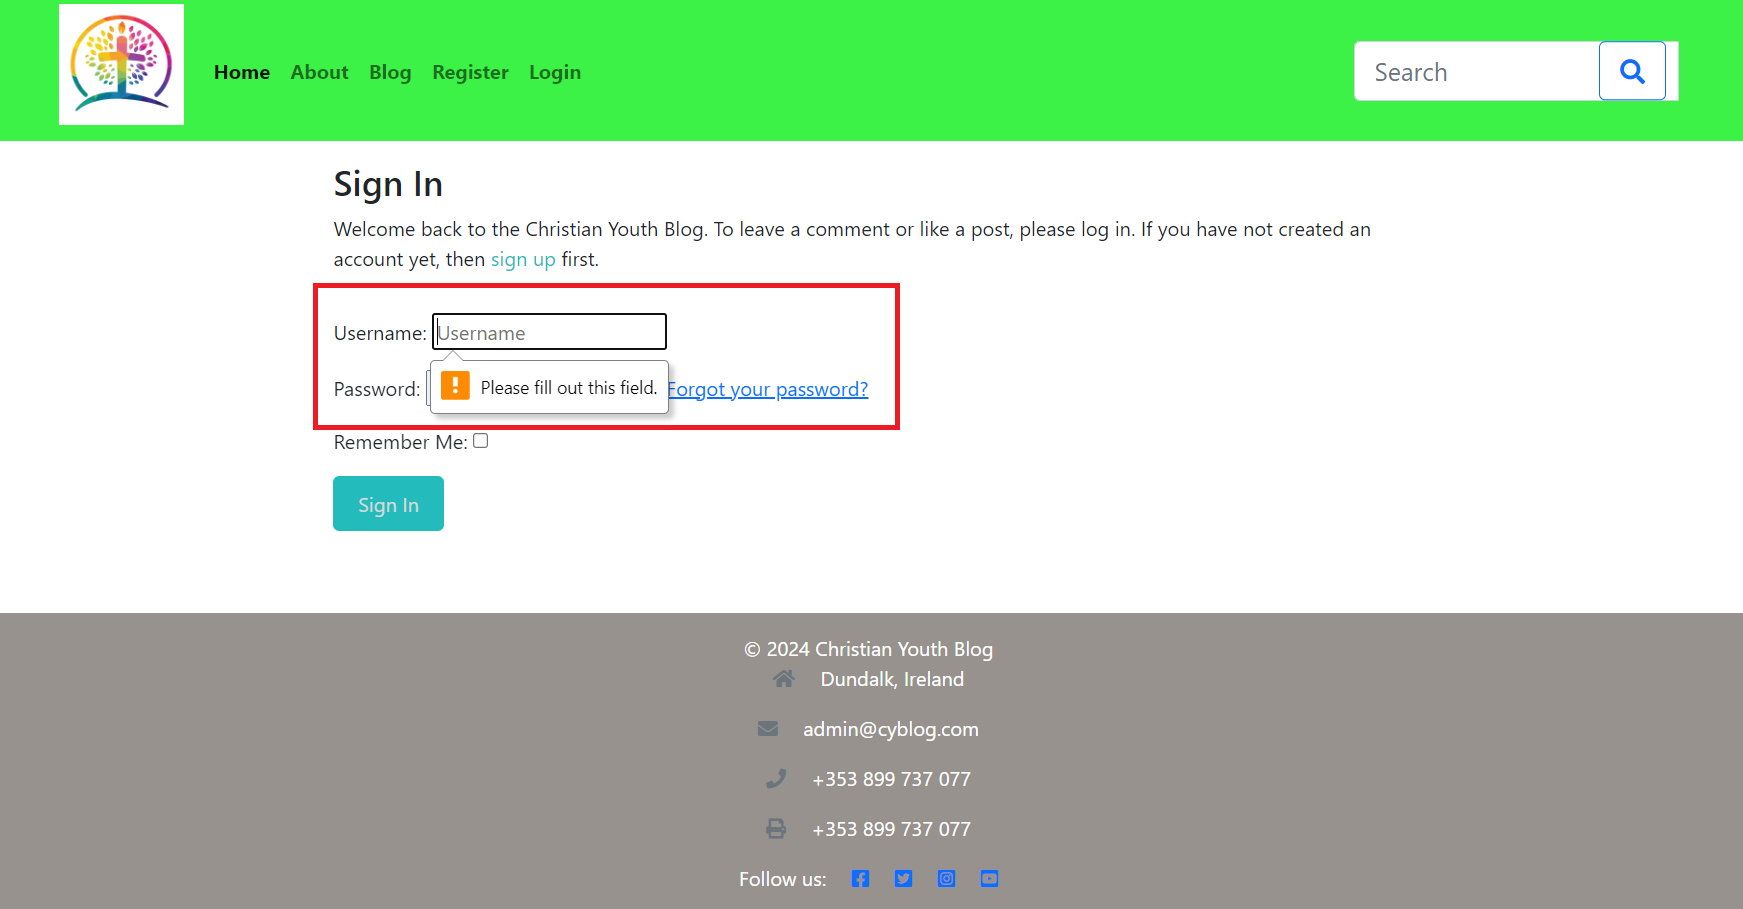 Home About Blog Register Login
Search
Sign In
Welcome back to the Christian Youth Blog. To leave a comment or like a post, please log in. If you have not created an
account yet, then sign up first.
Username: Username
Please fill out this field.
Password: Forgot your password?
Remember Me:
Sign In
© 2024 Christian Youth Blog
Dundalk, Ireland
admin@cyblog.com
+353 899 737 077
+353 899 737 077
Follow us: